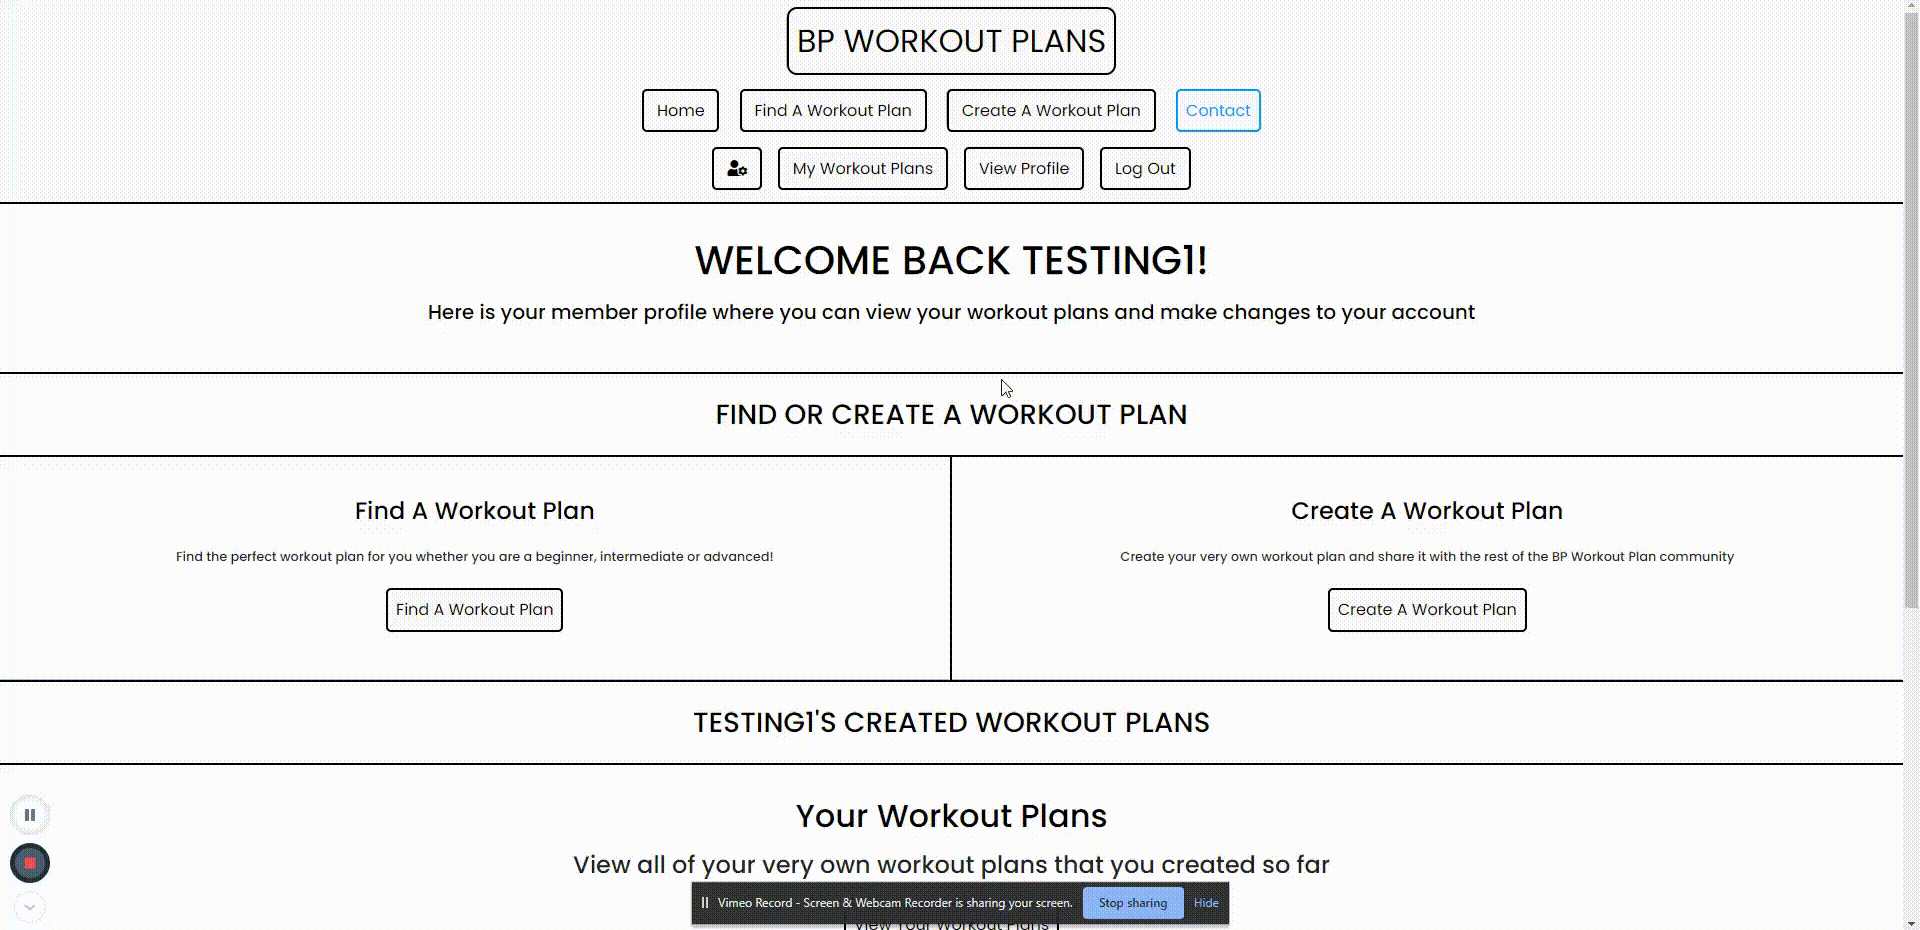 BP WORKOUT PLANS
Home Find A Workout Plan Create A Workout Plan Contact
My Workout Plans View Profile Log Out
WELCOME BACK TESTING1!
Here is your member profile where you can view your workout plans and make changes to your account
FIND OR CREATE A WORKOUT PLAN
Find A Workout Plan
Find the perfect workout plan for you whether you are a beginner, intermediate or advanced!
Find A Workout Plan
Create A Workout Plan
Create your very own workout plan and share it with the rest of the BP Workout Plan community
Create A Workout Plan
TESTING1'S CREATED WORKOUT PLANS
Your Workout Plans
View all of your very own workout plans that you created so far
Vimeo Record - Screen & Webcam Recorder is sharing your screen. Stop sharing Hide
View Your Workout Plans